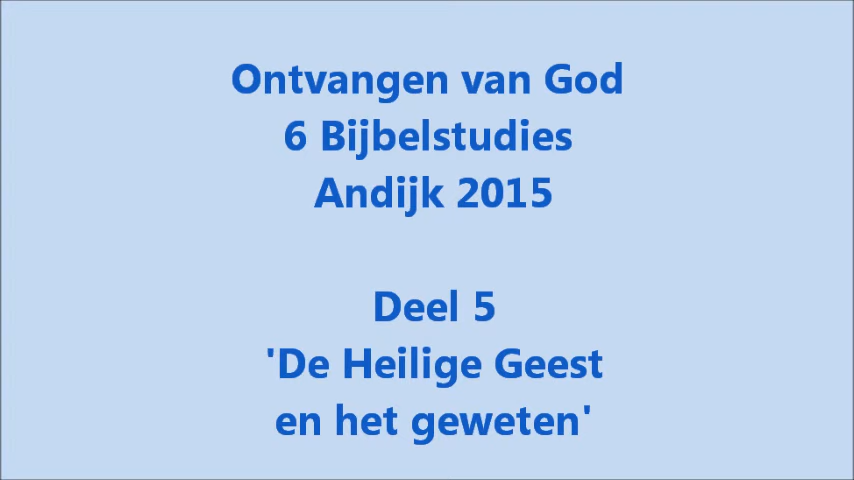 Ontvangen van God
6 Bijbelstudies
Andijk 2015
Deel 5
'De Heilige Geest
en het geweten'